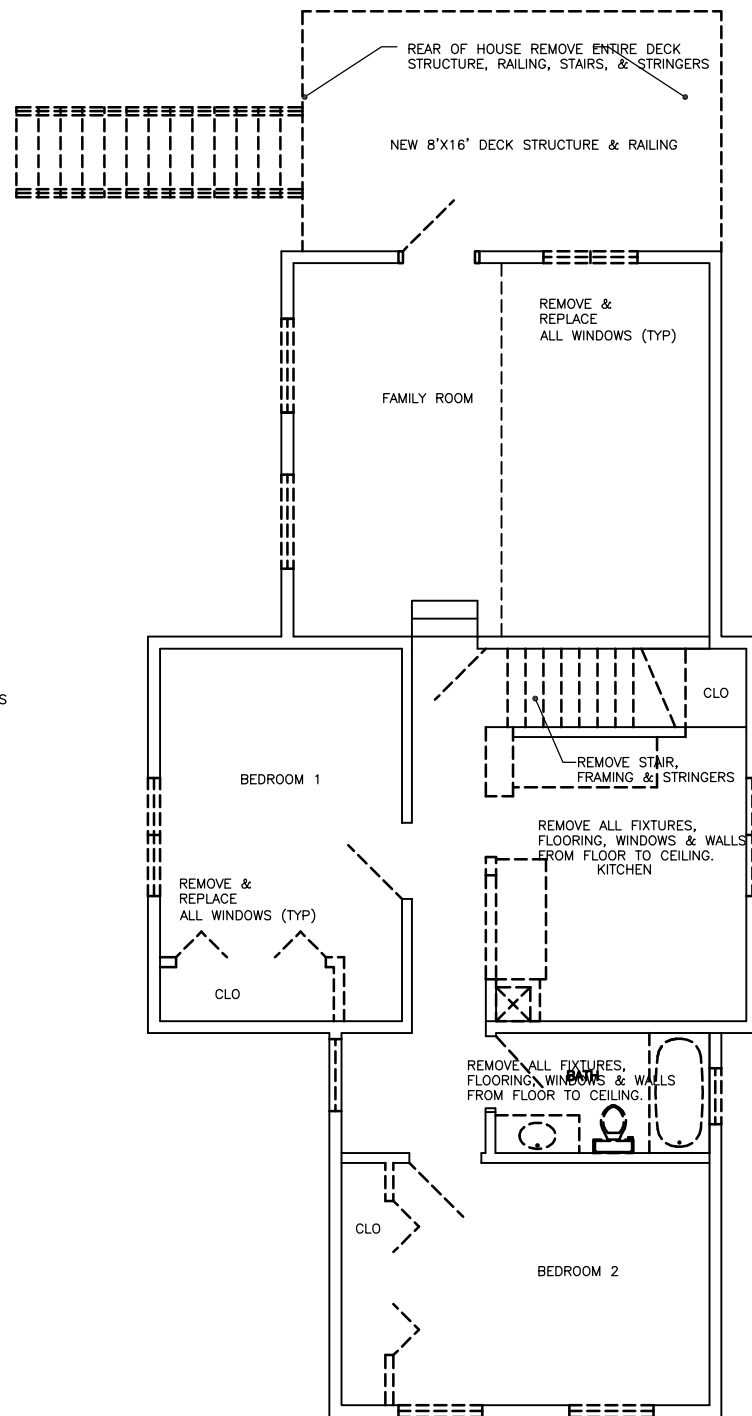 REAR OF HOUSE REMOVE ENTIRE DECK
STRUCTURE, RAILING, STAIRS, & STRINGERS
NEW 8'X16' DECK STRUCTURE & RAILING
REMOVE &
REPLACE
ALL WINDOWS (TYP)
FAMILY ROOM
S
CLO
REMOVE STAIR,
FRAMING & STRINGERS
BEDROOM 1
REMOVE ALL FIXTURES,
FLOORING, WINDOWS & WALLS
FROM FLOOR TO CEILING.
KITCHEN
REMOVE &
REPLACE
ALL WINDOWS (TYP)
CLO
REMOVE ALL FIXTURES,
FLOORING, WINDOWS & WALLS
FROM FLOOR TO CEILING.
BATH
CLO
BEDROOM 2